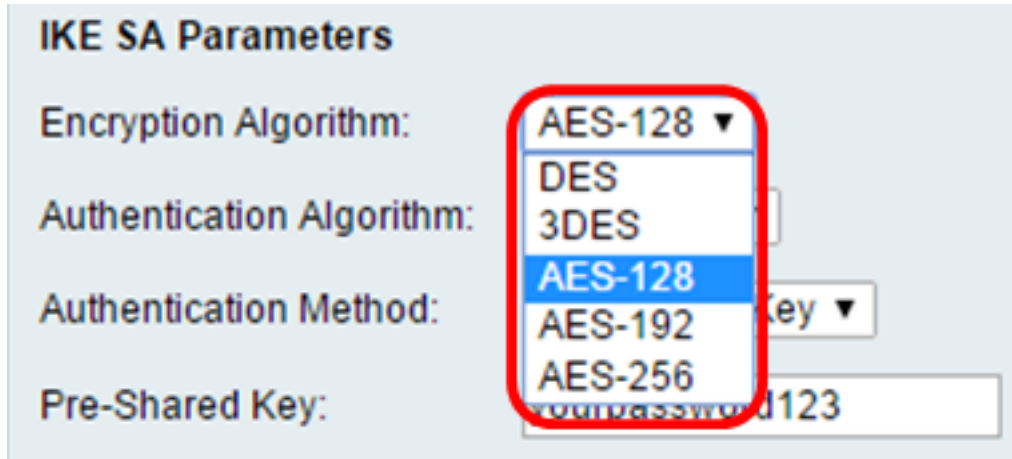 IKE SA Parameters
Encryption Algorithm: AES-128
DES
3DES
Authentication Algorithm:
AES-128
Authentication Method: Key
AES-192
AES-256
Pre-Shared Key: yourpassword123